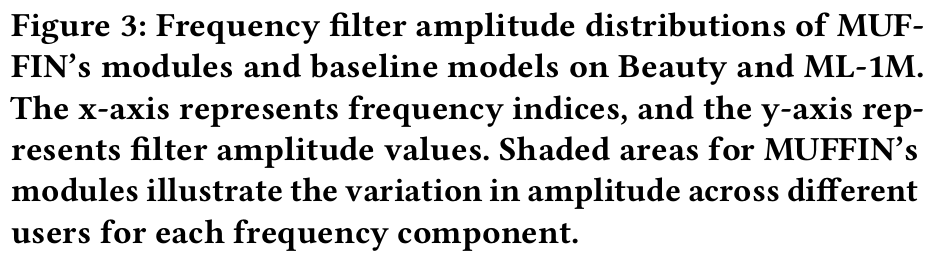 Figure 3: Frequency filter amplitude distributions of MUF-
FIN's modules and baseline models on Beauty and ML-1M.
The x-axis represents frequency indices, and the y-axis rep-
resents filter amplitude values. Shaded areas for MUFFIN's
modules illustrate the variation in amplitude across different
users for each frequency component.